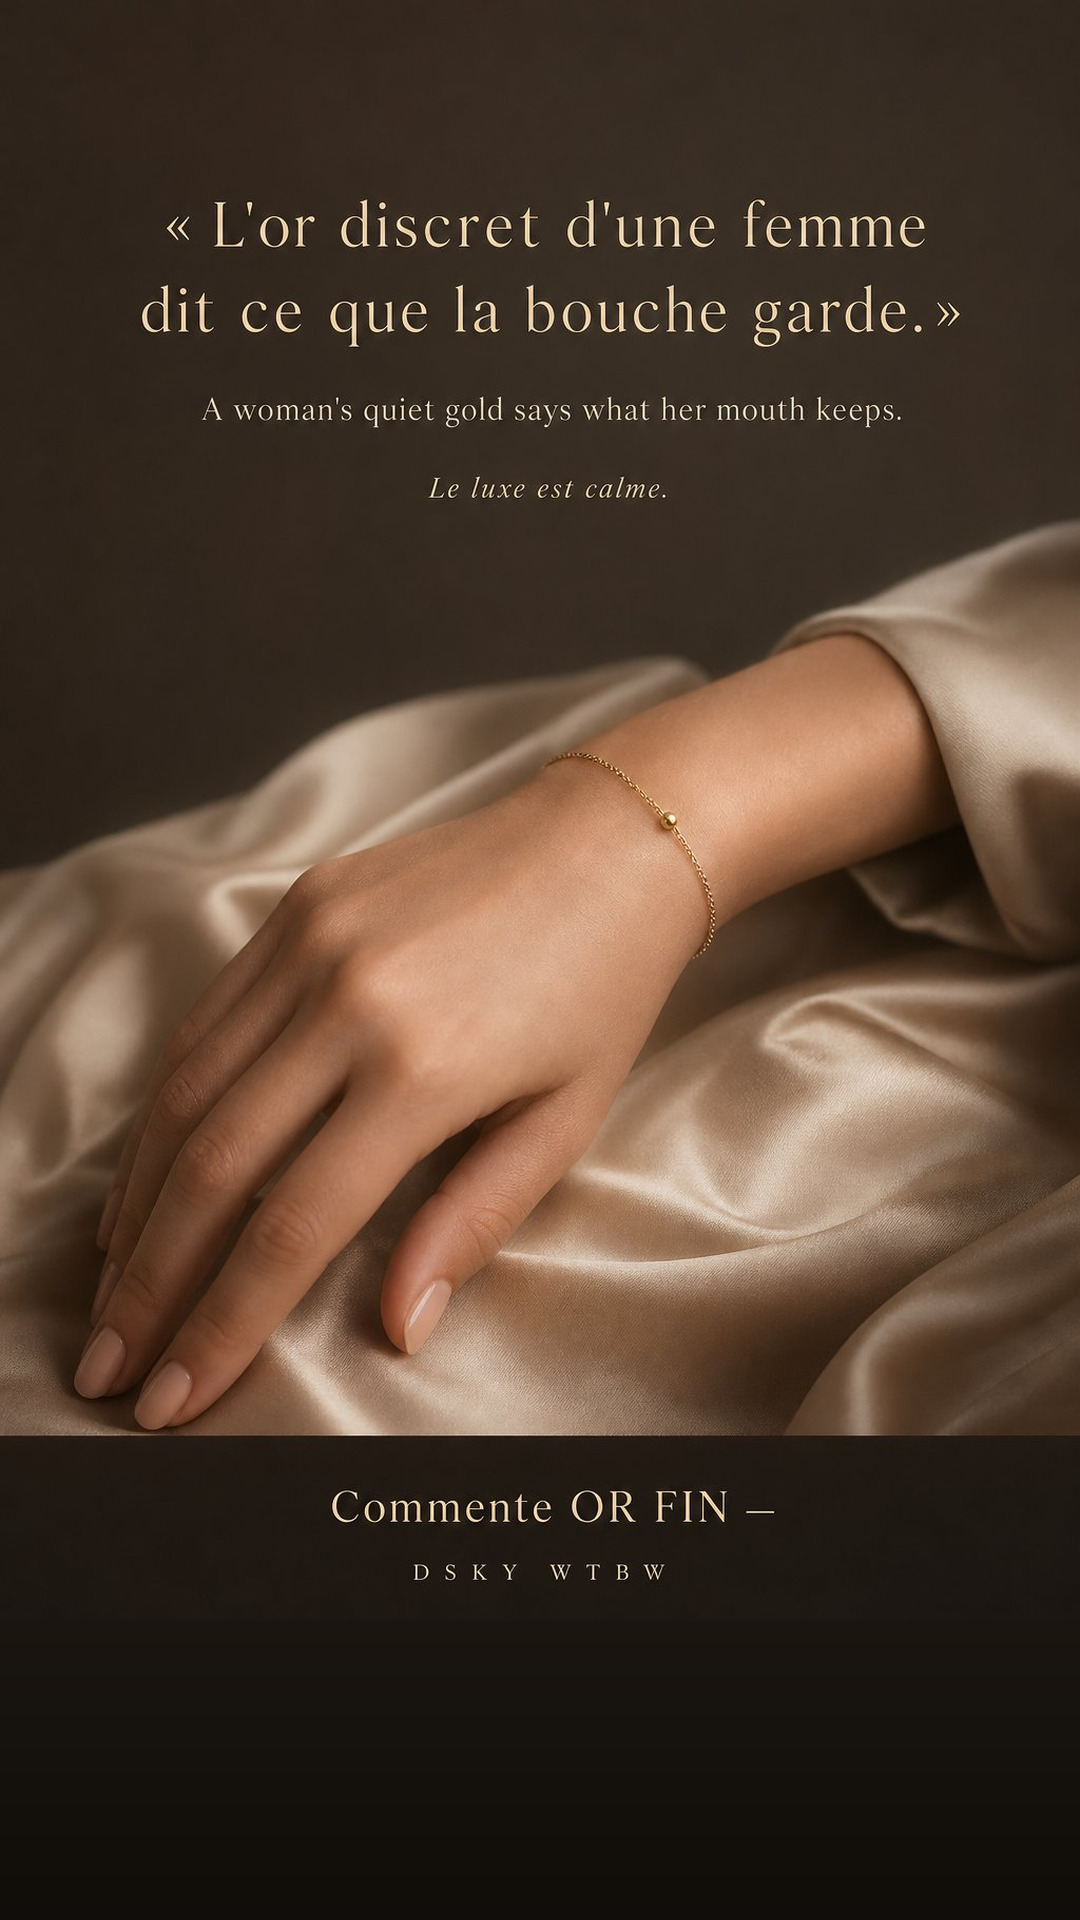 « L'or discret d'une femme
dit ce que la bouche garde. »
A woman's quiet gold says what her mouth keeps.
Le luxe est calme.
Commente OR FIN —
DSKY WTBW